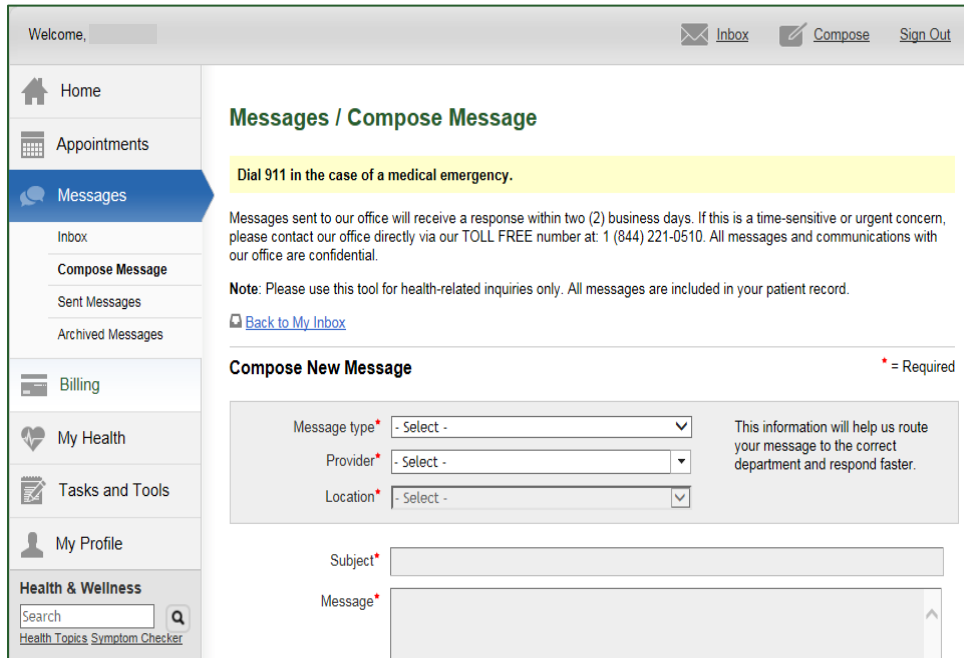 Welcome,
Inbox
Compose
Sign Out
Home
Appointments
Messages
Inbox
Compose Message
Sent Messages
Archived Messages
Billing
My Health
Tasks and Tools
My Profile
Health & Wellness
Search
Health Topics Symptom Checker
Messages / Compose Message
Dial 911 in the case of a medical emergency.
Messages sent to our office will receive a response within two (2) business days. If this is a time-sensitive or urgent concern,
please contact our office directly via our TOLL FREE number at: 1 (844) 221-0510. All messages and communications with
our office are confidential.
Note: Please use this tool for health-related inquiries only. All messages are included in your patient record.
Back to My Inbox
Compose New Message
* = Required
Message type* - Select -
Provider* - Select -
Location* - Select -
This information will help us route
your message to the correct
department and respond faster.
Subject*
Message*